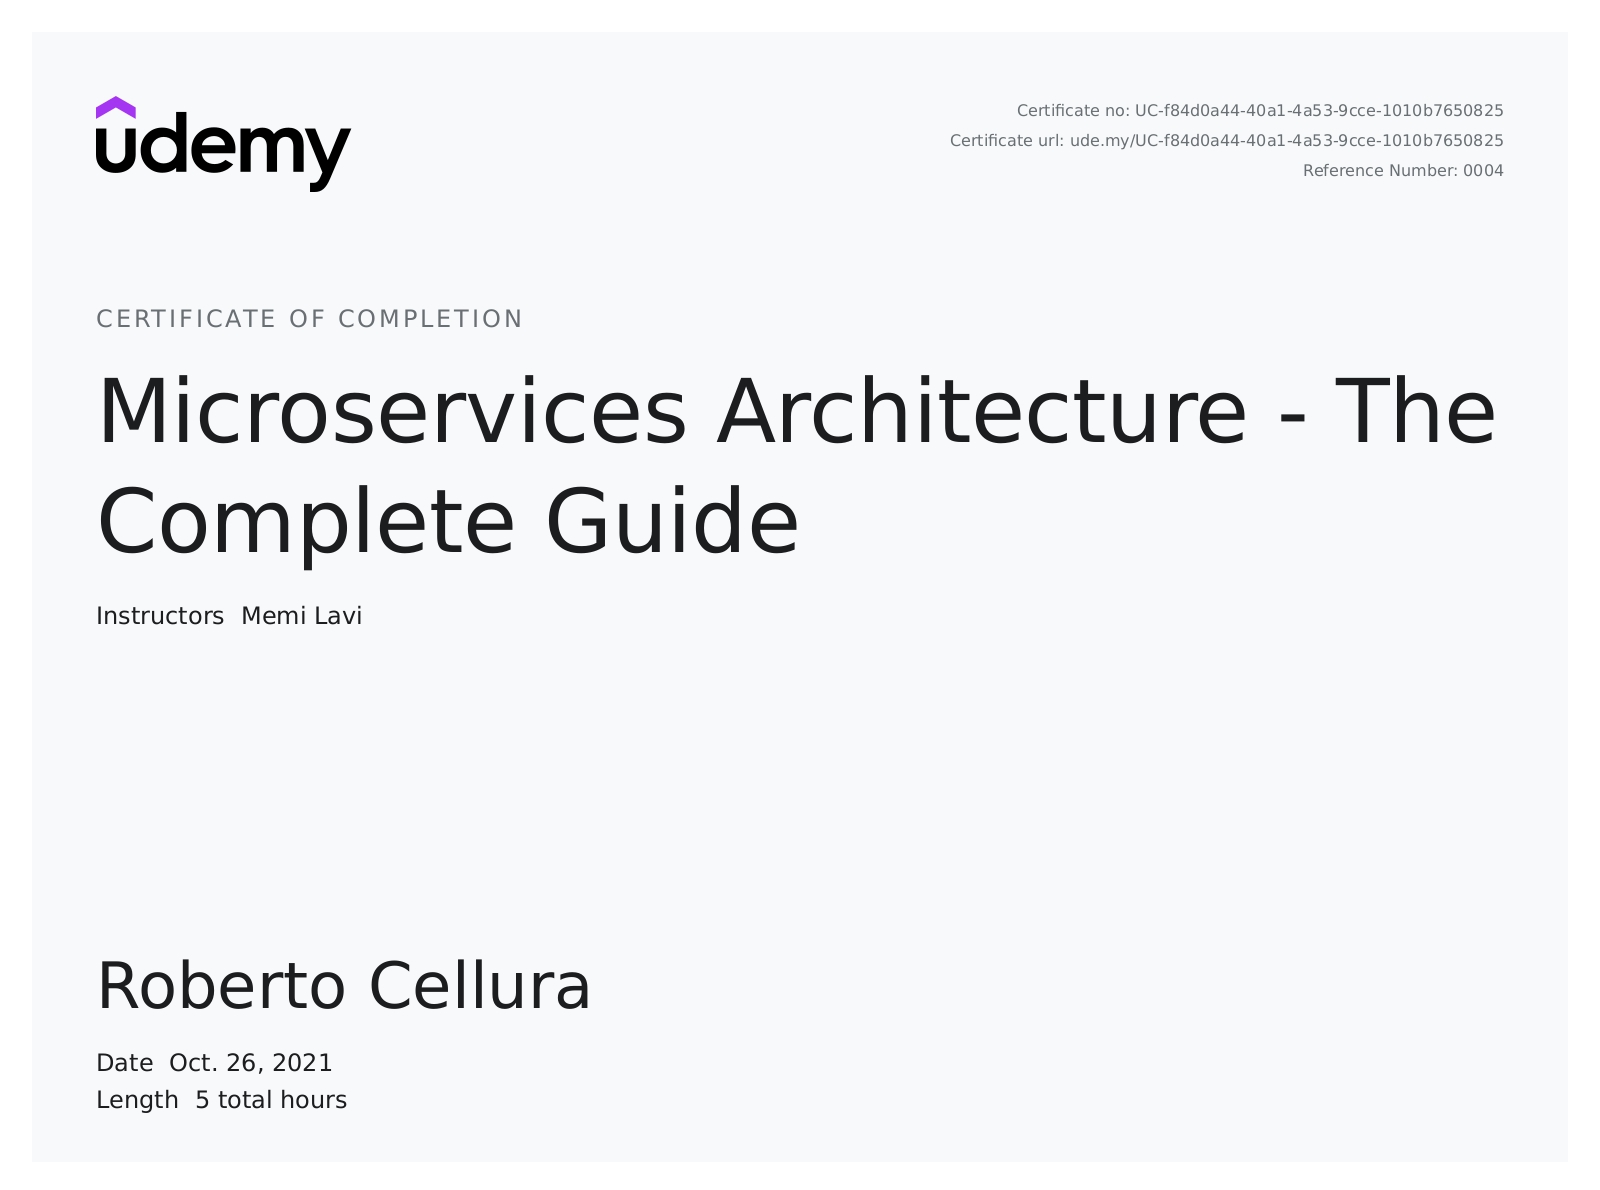 udemy
Certificate no: UC-f84d0a44-40a1-4a53-9cce-1010b7650825
Certificate url: ude.my/UC-f84d0a44-40a1-4a53-9cce-1010b7650825
Reference Number: 0004
CERTIFICATE OF COMPLETION
Microservices Architecture - The
Complete Guide
Instructors Memi Lavi
Roberto Cellura
Date Oct. 26, 2021
Length 5 total hours